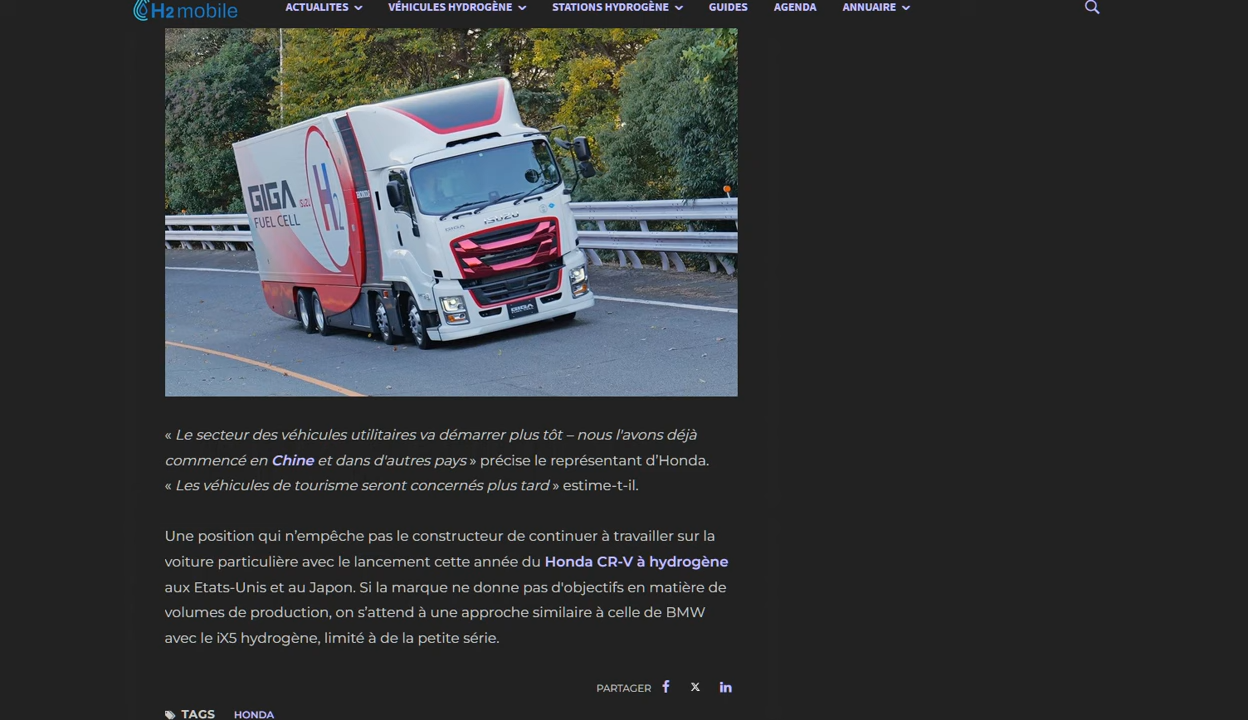 H2 mobile
ACTUALITES
VÉHICULES HYDROGÈNE
STATIONS HYDROGÈNE
GUIDES
AGENDA
ANNUAIRE
GIGA
FUEL CELL
H2
ISUZU
GIGA
« Le secteur des véhicules utilitaires va démarrer plus tôt – nous l'avons déjà
commencé en Chine et dans d'autres pays » précise le représentant d’Honda.
« Les véhicules de tourisme seront concernés plus tard » estime-t-il.
Une position qui n’empêche pas le constructeur de continuer à travailler sur la
voiture particulière avec le lancement cette année du Honda CR-V à hydrogène
aux Etats-Unis et au Japon. Si la marque ne donne pas d'objectifs en matière de
volumes de production, on s’attend à une approche similaire à celle de BMW
avec le iX5 hydrogène, limité à de la petite série.
PARTAGER
TAGS HONDA